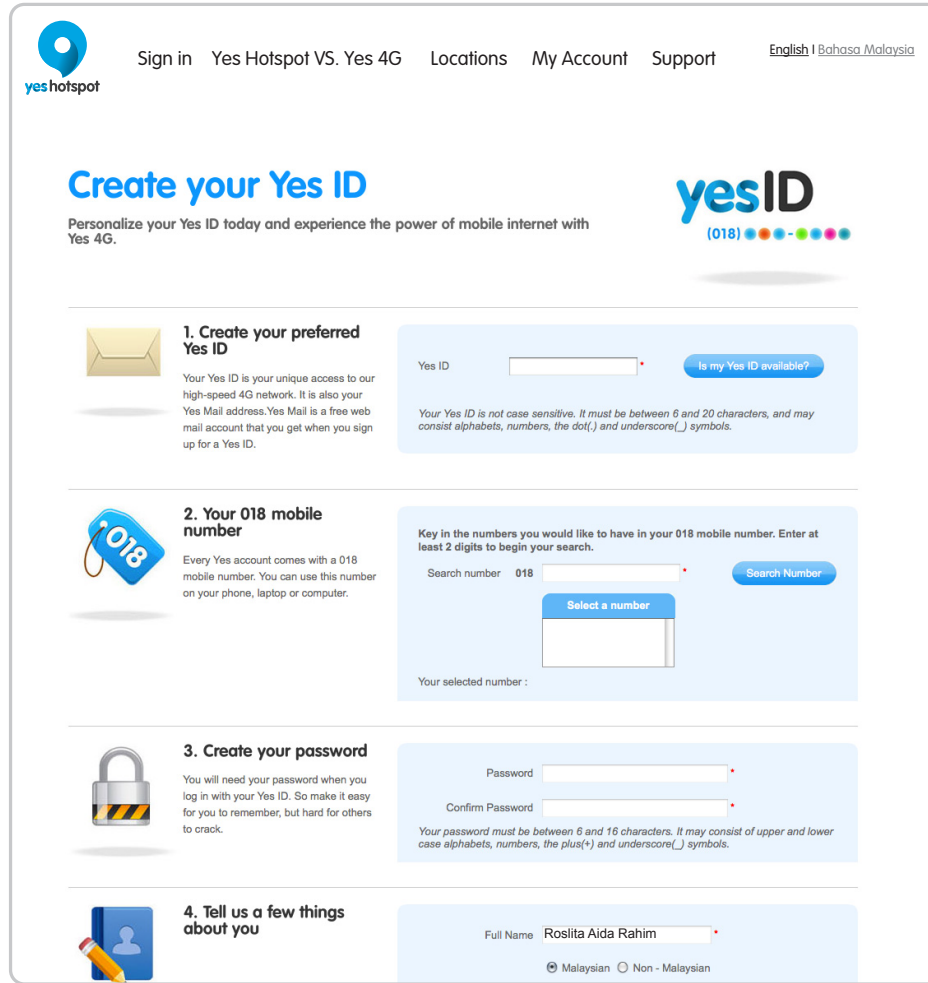 yes hotspot
Sign in Yes Hotspot VS. Yes 4G Locations My Account Support
English I Bahasa Malaysia
Create your Yes ID
Personalize your Yes ID today and experience the power of mobile internet with
Yes 4G.
yesID
(018)
1. Create your preferred
Yes ID
Your Yes ID is your unique access to our
high-speed 4G network. It is also your
Yes Mail address.Yes Mail is a free web
mail account that you get when you sign
up for a Yes ID.
Yes ID * Is my Yes ID available?
Your Yes ID is not case sensitive. It must be between 6 and 20 characters, and may
consist alphabets, numbers, the dot(.) and underscore(_) symbols.
018
2. Your 018 mobile
number
Every Yes account comes with a 018
mobile number. You can use this number
on your phone, laptop or computer.
Key in the numbers you would like to have in your 018 mobile number. Enter at
least 2 digits to begin your search.
Search number 018 * Search Number
Select a number
Your selected number :
3. Create your password
You will need your password when you
log in with your Yes ID. So make it easy
for you to remember, but hard for others
to crack.
Password *
Confirm Password *
Your password must be between 6 and 16 characters. It may consist of upper and lower
case alphabets, numbers, the plus(+) and underscore(_) symbols.
4. Tell us a few things
about you
Full Name Roslita Aida Rahim *
Malaysian Non - Malaysian